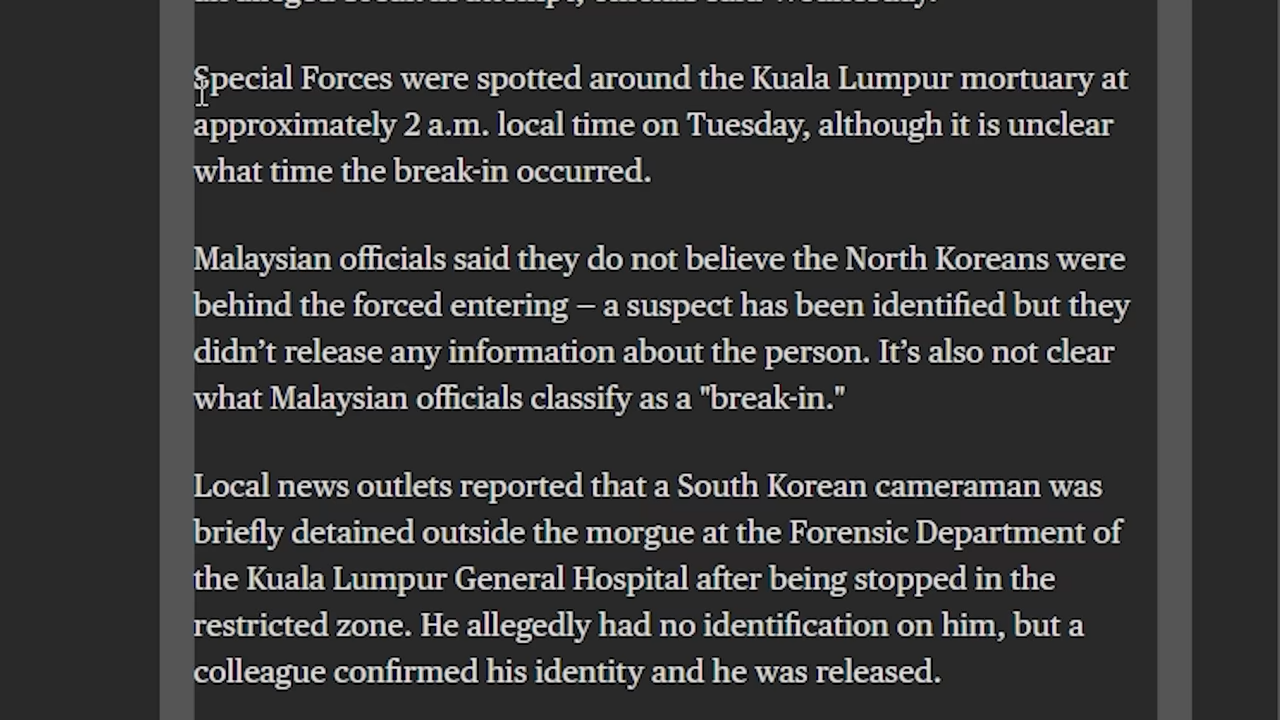 Special Forces were spotted around the Kuala Lumpur mortuary at
approximately 2 a.m. local time on Tuesday, although it is unclear
what time the break-in occurred.
Malaysian officials said they do not believe the North Koreans were
behind the forced entering – a suspect has been identified but they
didn’t release any information about the person. It’s also not clear
what Malaysian officials classify as a "break-in."
Local news outlets reported that a South Korean cameraman was
briefly detained outside the morgue at the Forensic Department of
the Kuala Lumpur General Hospital after being stopped in the
restricted zone. He allegedly had no identification on him, but a
colleague confirmed his identity and he was released.